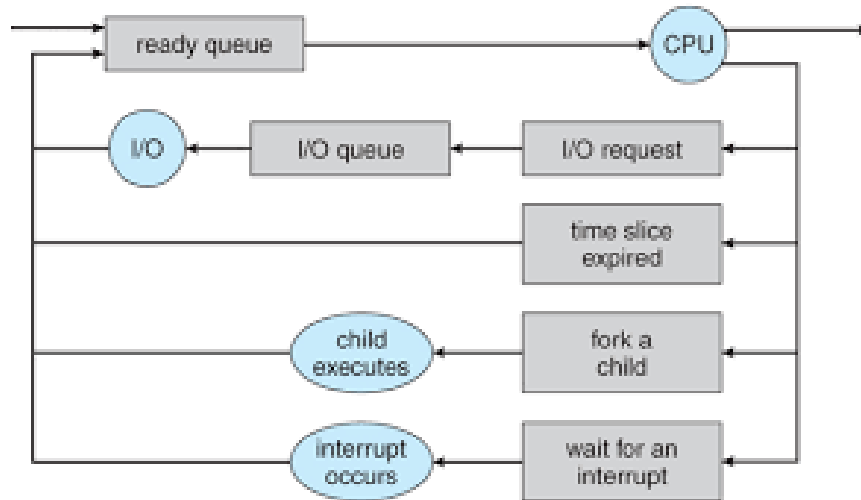 ready queue
CPU
I/O
I/O queue
I/O request
time slice
expired
child
executes
fork a
child
interrupt
occurs
wait for an
interrupt